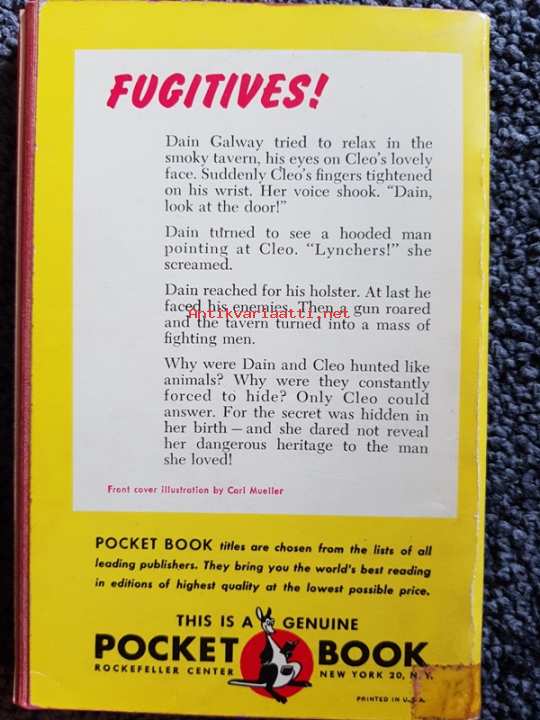 FUGITIVES!
Dain Galway tried to relax in the
smoky tavern, his eyes on Cleo's lovely
face. Suddenly Cleo's fingers tightened
on his wrist. Her voice shook. "Dain,
look at the door!"
Dain turned to see a hooded man
pointing at Cleo. "Lynchers!" she
screamed.
Dain reached for his holster. At last he
faced his enemies. Then a gun roared
Antikvariaatti.net
and the tavern turned into a mass of
fighting men.
Why were Dain and Cleo hunted like
animals? Why were they constantly
forced to hide? Only Cleo could
answer. For the secret was hidden in
her birth — and she dared not reveal
her dangerous heritage to the man
she loved!
Front cover illustration by Carl Mueller
POCKET BOOK titles are chosen from the lists of all
leading publishers. They bring you the world's best reading
in editions of highest quality at the lowest possible price.
THIS IS A GENUINE
POCKET BOOK
ROCKEFELLER CENTER NEW YORK 20, N.Y.
PRINTED IN U.S.A.